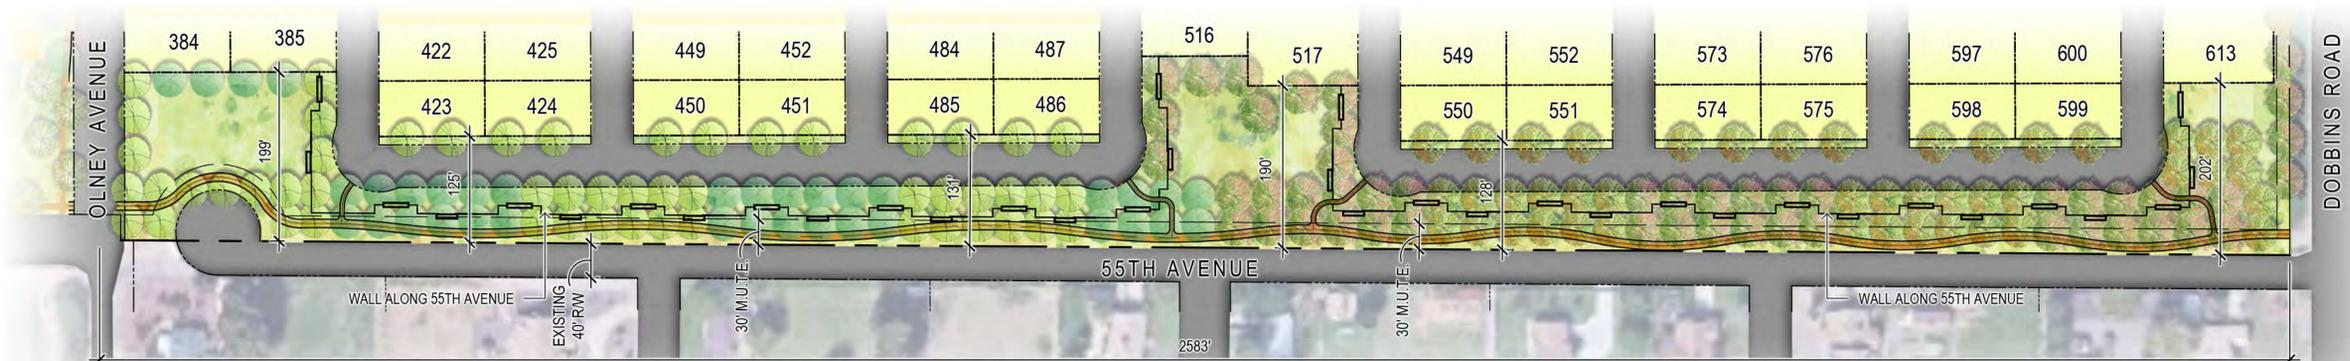 384 385
422 425
423 424
449 452
450 451
484 487
485 486
516
517
549 552
550 551
573 576
574 575
597 600
598 599
613
OLNEY AVENUE
DOBBINS ROAD
199'
125'
131'
190'
128'
202'
WALL ALONG 55TH AVENUE
EXISTING
40' R/W
30' M.U.T.E.
55TH AVENUE
30' M.U.T.E.
WALL ALONG 55TH AVENUE
2583'